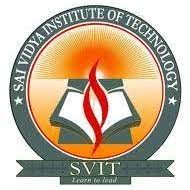 ★ SAI VIDYA INSTITUTE OF TECHNOLOGY ★
SVIT
Learn to lead